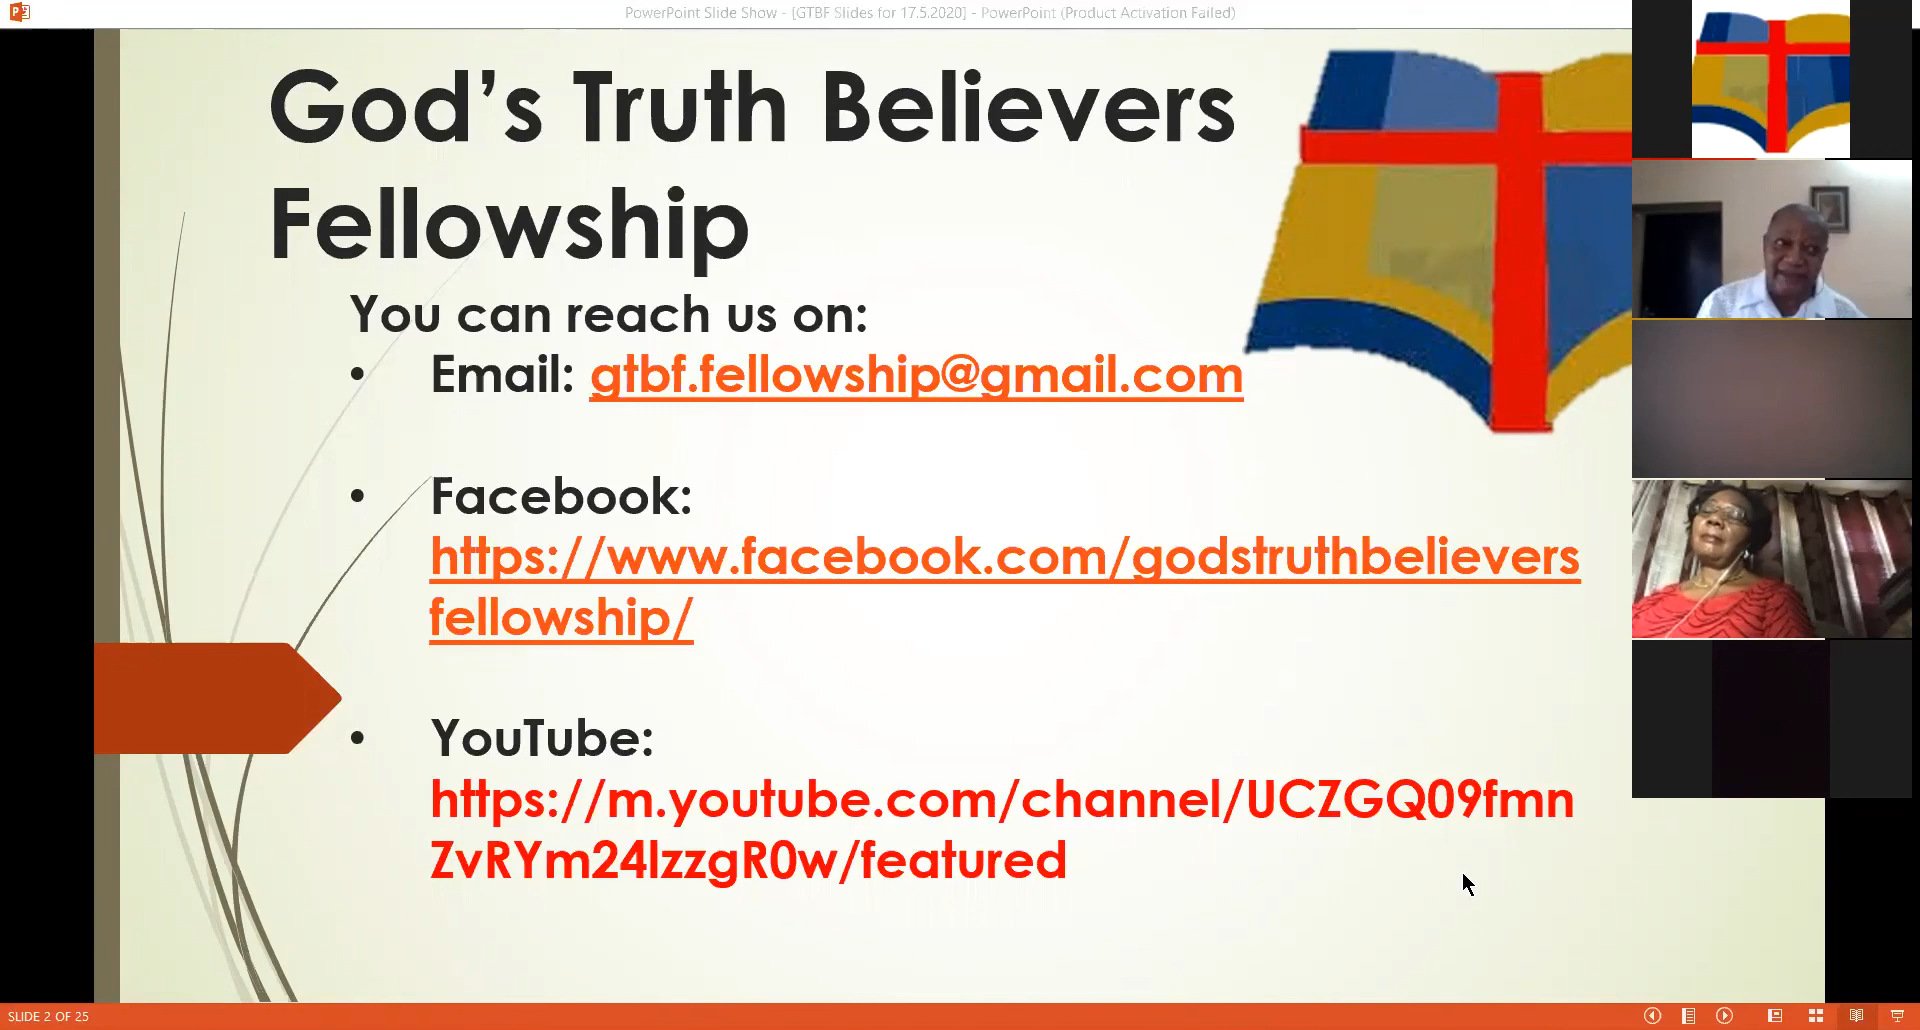 PowerPoint Slide Show - [GTBF Slides for 17.5.2020] - PowerPoint (Product Activation Failed)
God's Truth Believers
Fellowship
You can reach us on:
• Email: gtbf.fellowship@gmail.com
• Facebook:
https://www.facebook.com/godstruthbelievers
fellowship/
• YouTube:
https://m.youtube.com/channel/UCZGQ09fmn
ZvRYm24lzzgR0w/featured
SLIDE 2 OF 25